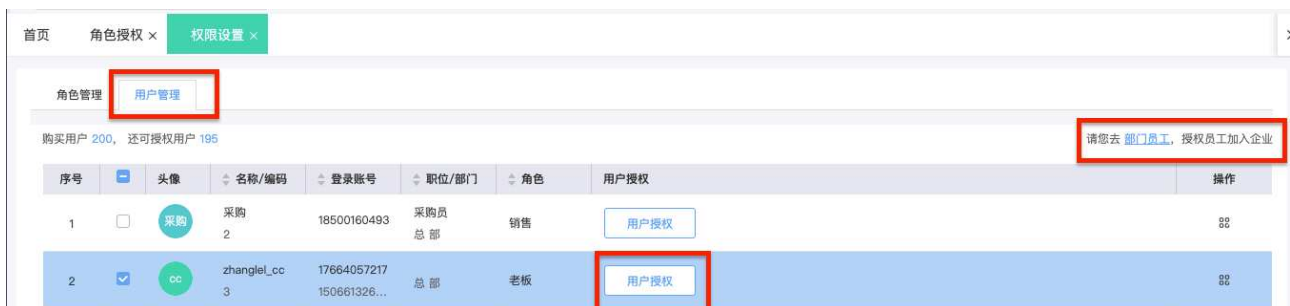 首页 角色授权 × 权限设置 ×
角色管理 用户管理
购买用户 200, 还可授权用户 195 请您去 部门员工, 授权员工加入企业
序号 头像 名称/编码 登录账号 职位/部门 角色 用户授权 操作
1 采购 采购 18500160493 采购员 销售 用户授权
2 总 部
2 cc zhanglel_cc 17664057217 总 部 老板 用户授权
3 150661326...